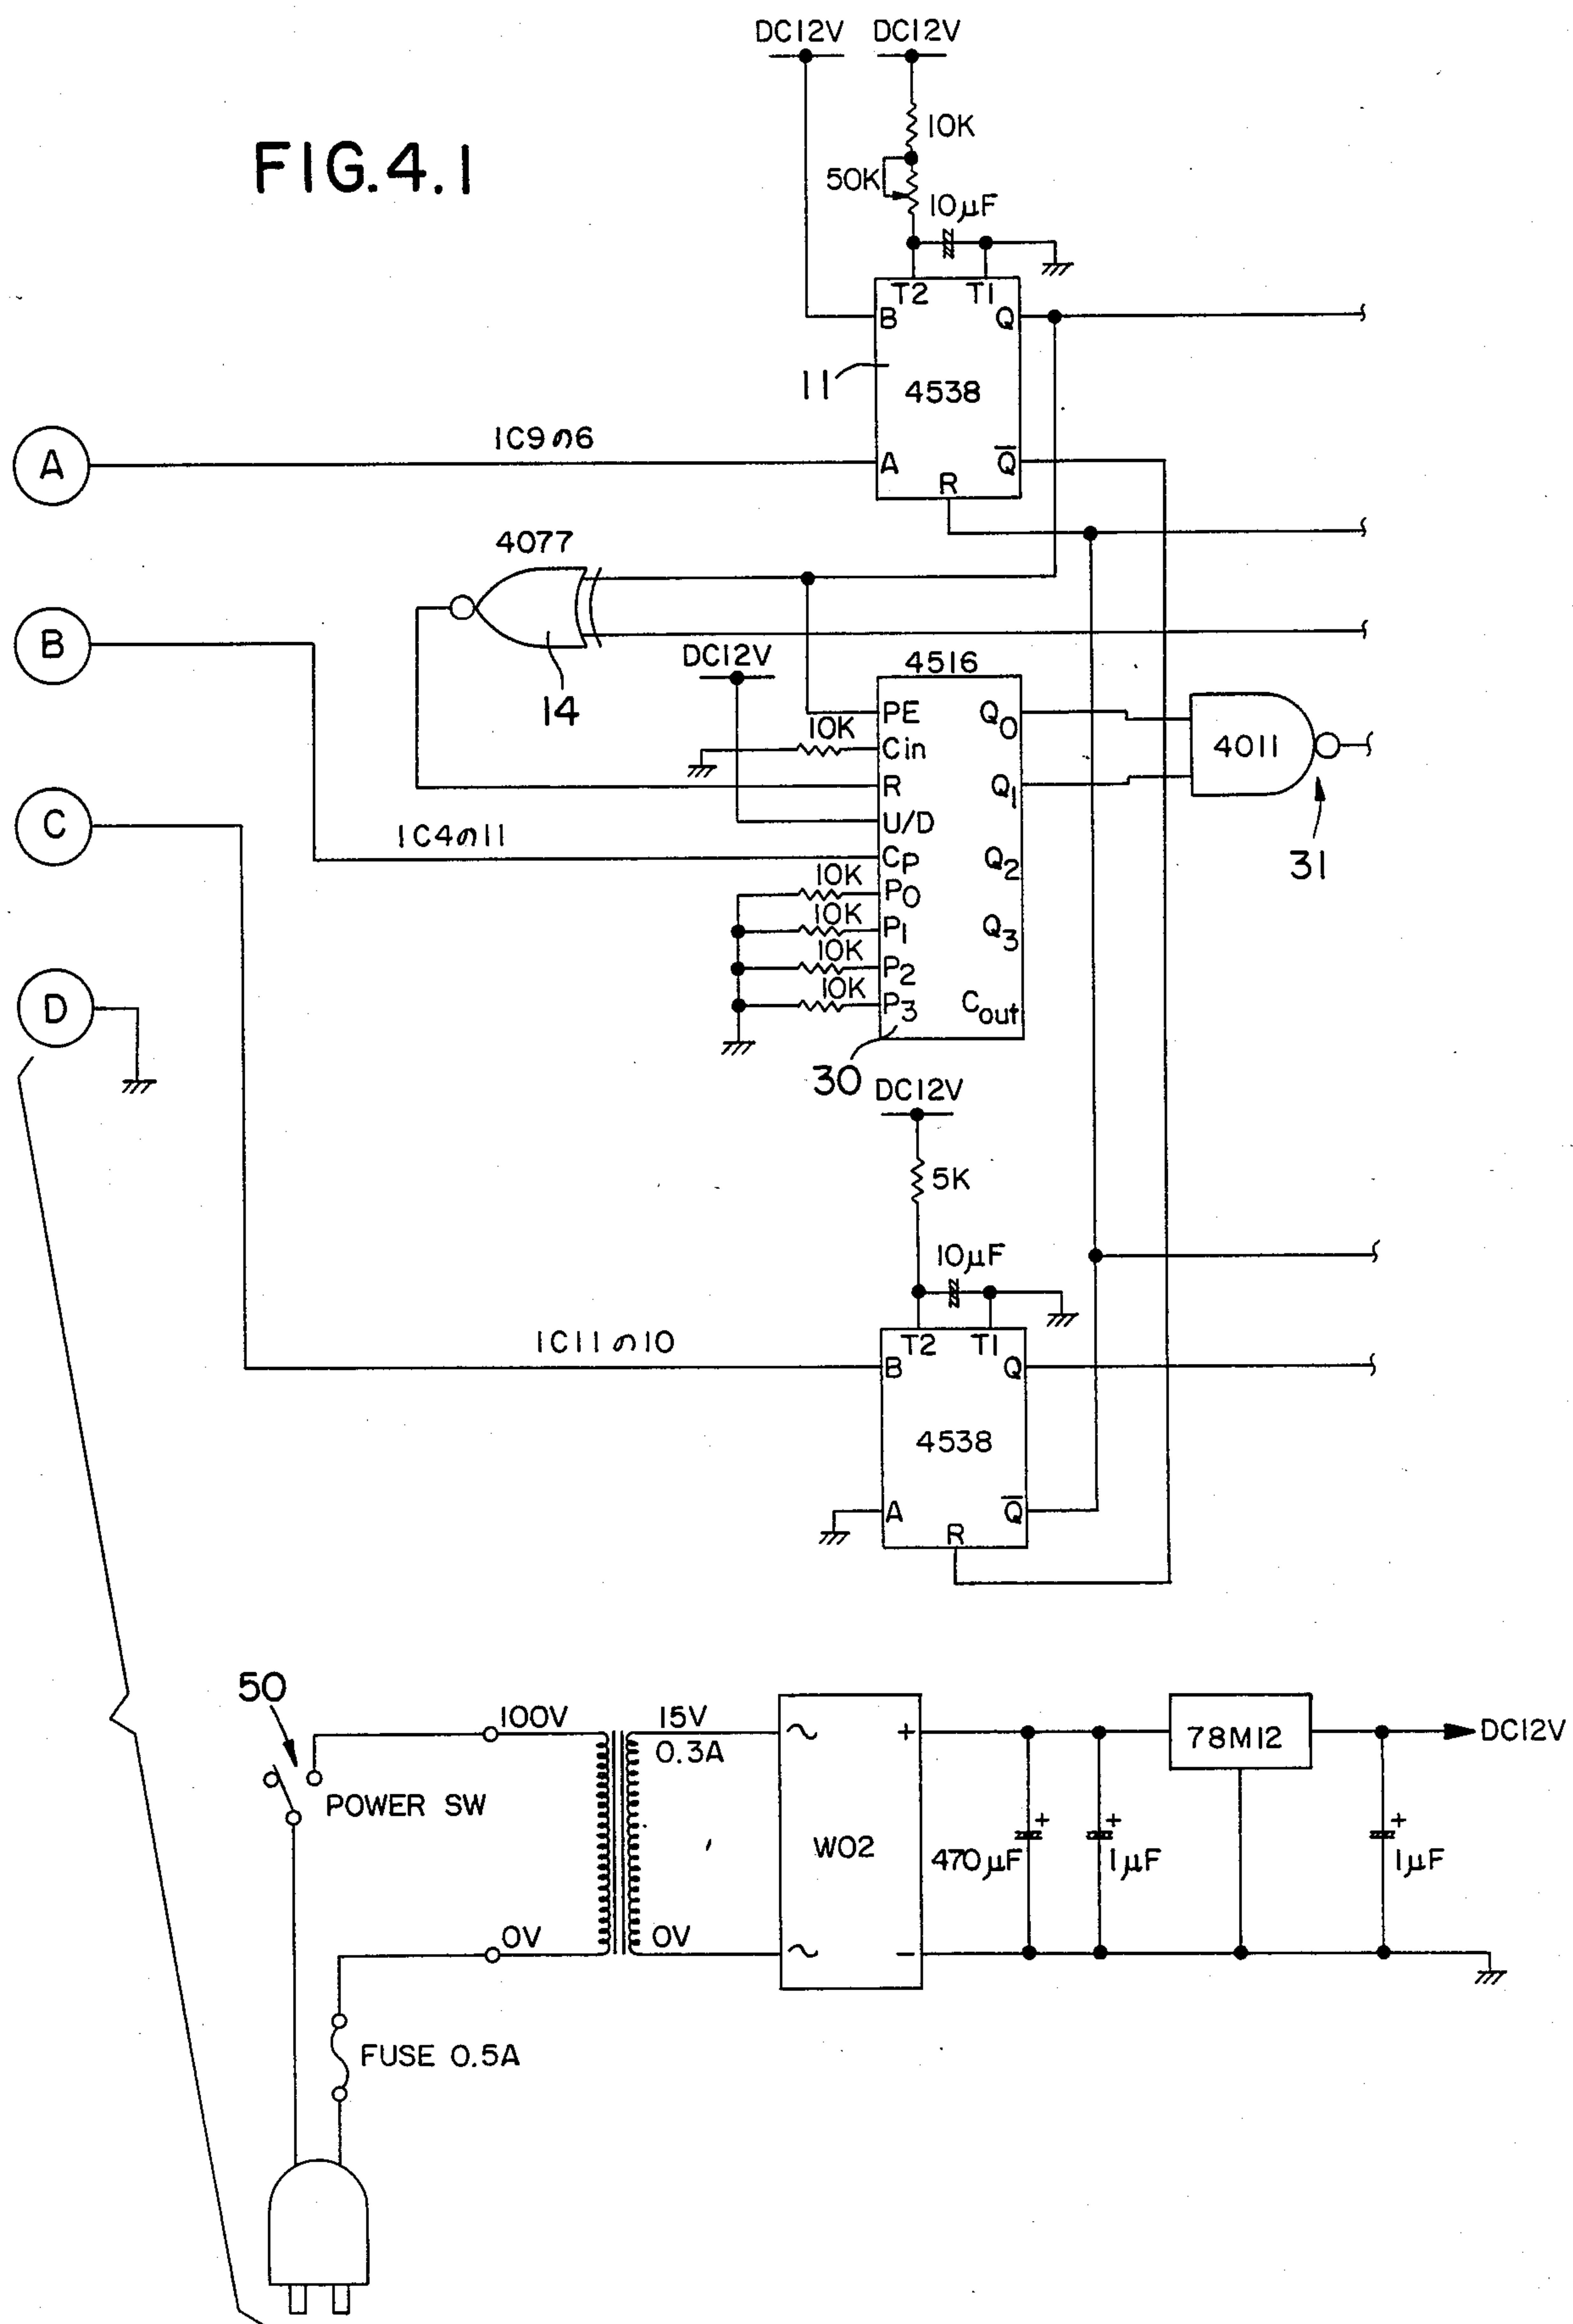 DC12V DC12V
FIG.4.1
10K
50K
10µF
T2 T1
B Q
11
4538
A
IC9の6
A Q̅
R
4077
B
14
DC12V
4516
PE Q0
10K
Cin
4011
R Q1
U/D
31
C
IC4の11
CP Q2
10K
P0
10K
P1 Q3
10K
P2
10K
P3 Cout
D
30
DC12V
5K
10µF
IC11の10
T2 T1
B Q
4538
A Q̅
R
50
100V 15V
0.3A
~ +
78M12
DC12V
POWER SW
W02
470µF + 1µF + 1µF +
0V 0V
~ −
FUSE 0.5A